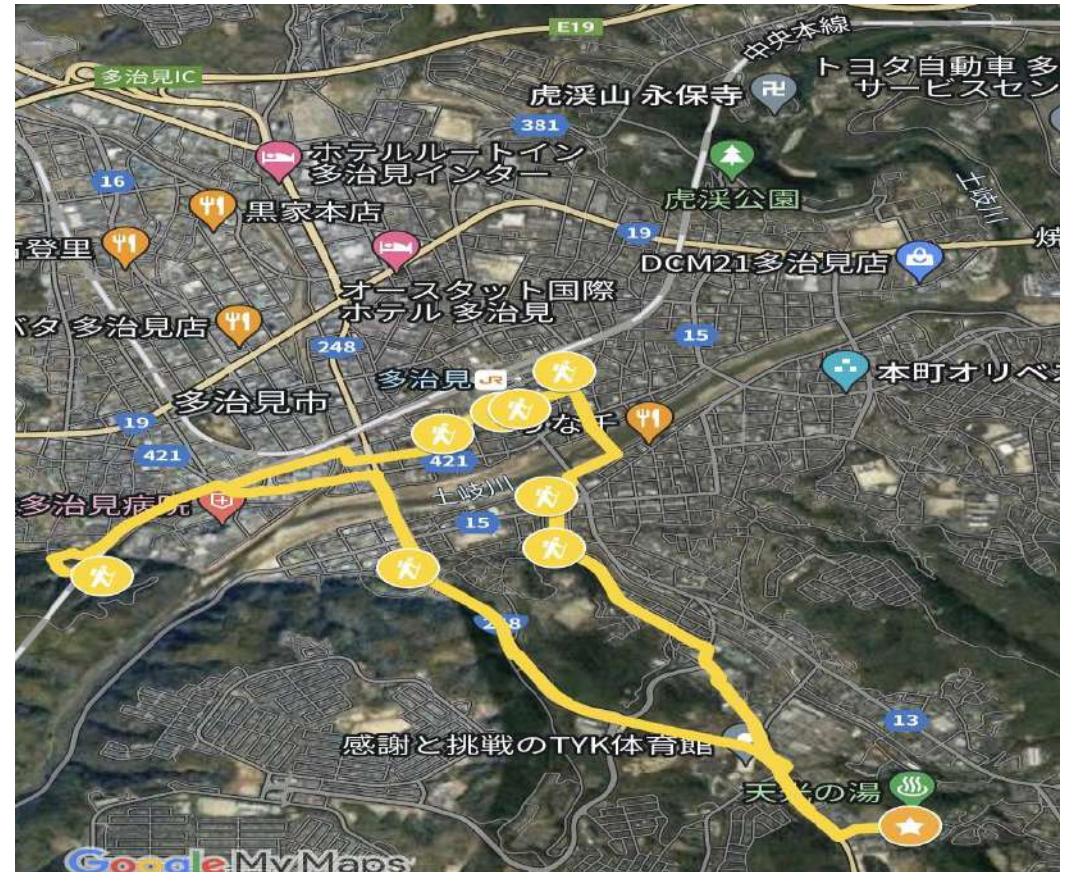 E19
中央本線
多治見IC
トヨタ自動車 多
サービスセン
虎渓山 永保寺
381
ホテルルートイン
多治見インター
16
虎渓公園
土岐川
黒家本店
19
焼
古登里
DCM21多治見店
オースタット国際
ホテル 多治見
バタ 多治見店
15
248
多治見
JR
本町オリベス
多治見市
19
な千
421
421
土岐川
多治見病院
15
248
13
感謝と挑戦のTYK体育館
天光の湯
Google My Maps